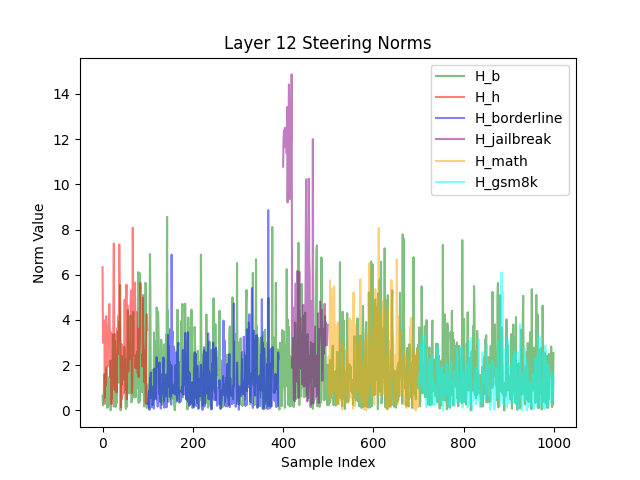 Layer 12 Steering Norms
H_b
H_h
H_borderline
H_jailbreak
H_math
H_gsm8k
Norm Value
14
12
10
8
6
4
2
0
0 200 400 600 800 1000
Sample Index